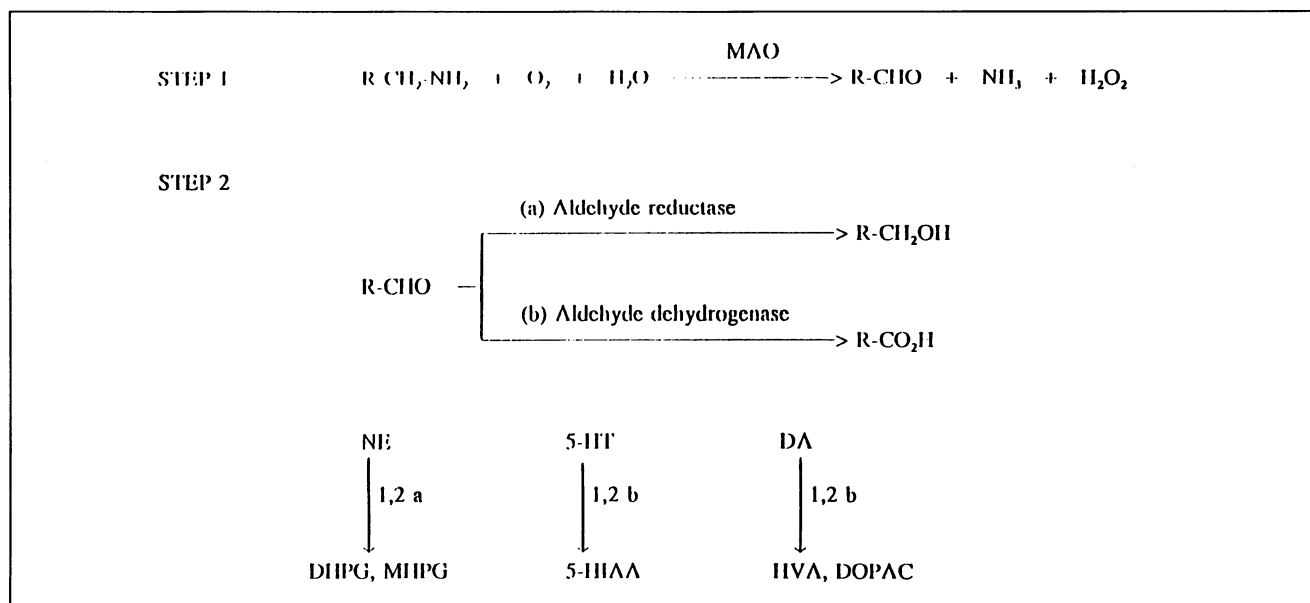 MAO
STEP 1 R-CH₂-NH₂ + O₂ + H₂O -------> R-CHO + NH₃ + H₂O₂
STEP 2
(a) Aldehyde reductase
> R-CH₂OH
R-CHO
(b) Aldehyde dehydrogenase
> R-CO₂H
NE 5-HT DA
1,2 a 1,2 b 1,2 b
DHPG, MHPG 5-HIAA HVA, DOPAC